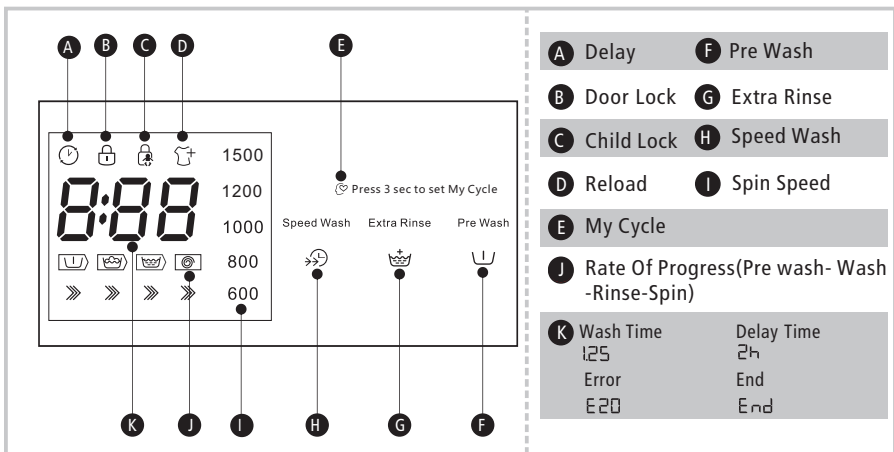 A B C D E
1500
Press 3 sec to set My Cycle
8:88 1200
1000
Speed Wash Extra Rinse Pre Wash
800
600
K J I H G F
A Delay F Pre Wash
B Door Lock G Extra Rinse
C Child Lock H Speed Wash
D Reload I Spin Speed
E My Cycle
J Rate Of Progress(Pre wash- Wash
-Rinse-Spin)
K Wash Time Delay Time
1.25 2h
Error End
E20 End